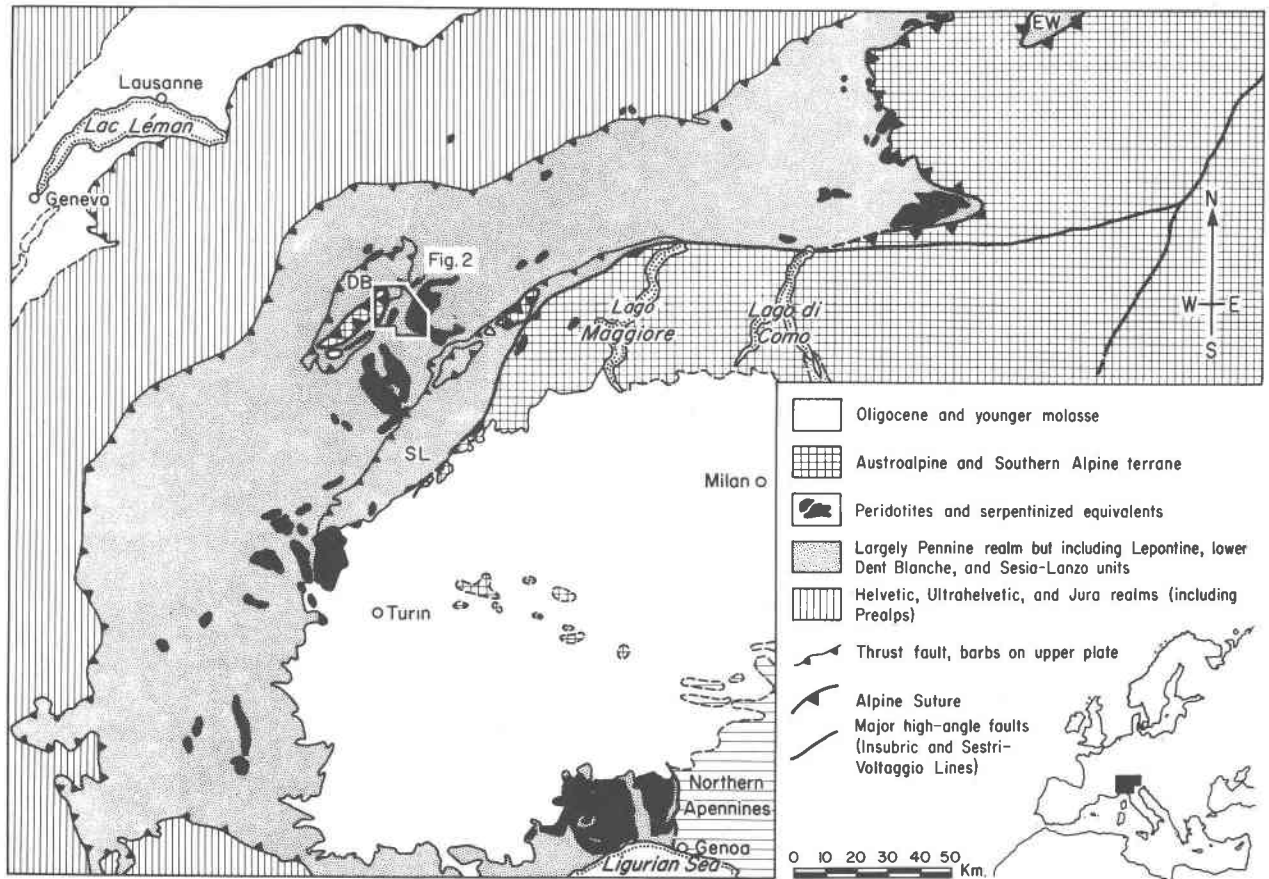 EW
Lausanne
Lac Léman
Geneva
N
DB
Fig. 2
W
E
S
Lago
Maggiore
Lago di
Como
SL
Milan
Turin
Northern
Apennines
Genoa
Ligurian Sea
Oligocene and younger molasse
Austroalpine and Southern Alpine terrane
Peridotites and serpentinized equivalents
Largely Pennine realm but including Lepontine, lower
Dent Blanche, and Sesia-Lanzo units
Helvetic, Ultrahelvetic, and Jura realms (including
Prealps)
Thrust fault, barbs on upper plate
Alpine Suture
Major high-angle faults
(Insubric and Sestri-
Voltaggio Lines)
0 10 20 30 40 50
Km.